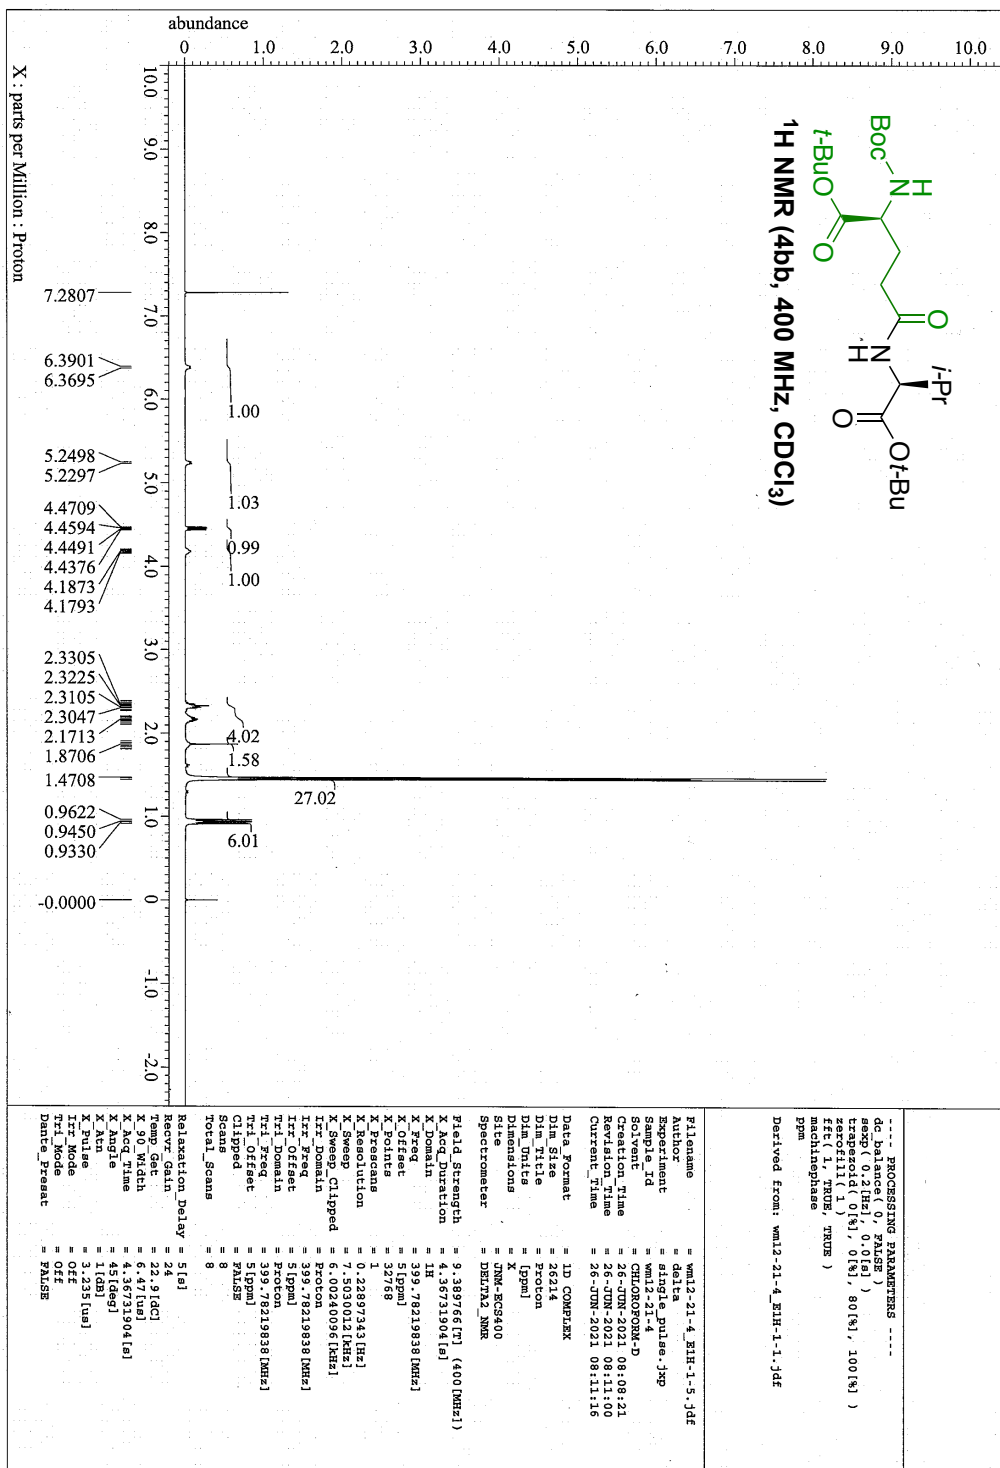 abundance
0 1.0 2.0 3.0 4.0 5.0 6.0 7.0 8.0 9.0 10.0
10.0 9.0 8.0 7.0 6.0 5.0 4.0 3.0 2.0 1.0 0 -1.0 -2.0
X : parts per Million : Proton
7.2807
6.3901
6.3695
5.2498
5.2297
4.4709
4.4594
4.4491
4.4376
4.1873
4.1793
2.3305
2.3225
2.3105
2.3047
2.1713
1.8706
1.4708
0.9622
0.9450
0.9330
-0.0000
1.00
1.03
0.99
1.00
4.02
1.58
27.02
6.01
Boc
N
H
t-BuO
O
O
N
H
i-Pr
O
Ot-Bu
¹H NMR (4bb, 400 MHz, CDCl₃)
---- PROCESSING PARAMETERS ----
dc_balance( 0, FALSE )
sexp( 0.2[Hz], 0.0[s] )
trapezoid( 0[%], 0[%], 80[%], 100[%] )
zerofill( 1 )
fft( 1, TRUE, TRUE )
machinephase
ppm
Derived from: wm12-21-4_E1H-1-1.jdf
Filename = wm12-21-4_E1H-1-5.jdf
Author = delta
Experiment = single_pulse.jxp
Sample_Id = wm12-21-4
Solvent = CHLOROFORM-D
Creation_Time = 26-JUN-2021 08:08:21
Revision_Time = 26-JUN-2021 08:11:00
Current_Time = 26-JUN-2021 08:11:16
Data_Format = 1D COMPLEX
Dim_Size = 26214
Dim_Title = Proton
Dim_Units = [ppm]
Dimensions = X
Site = JNM-ECS400
Spectrometer = DELTA2_NMR
Field_Strength = 9.389766[T] (400[MHz])
X_Acq_Duration = 4.36731904[s]
X_Domain = 1H
X_Freq = 399.78219838[MHz]
X_Offset = 5[ppm]
X_Points = 32768
X_Prescans = 1
X_Resolution = 0.22897343[Hz]
X_Sweep = 7.5030012[kHz]
X_Sweep_Clipped = 6.00240096[kHz]
Irr_Domain = Proton
Irr_Freq = 399.78219838[MHz]
Irr_Offset = 5[ppm]
Tri_Domain = Proton
Tri_Freq = 399.78219838[MHz]
Tri_Offset = 5[ppm]
Clipped = FALSE
Scans = 8
Total_Scans = 8
Relaxation_Delay = 5[s]
Recvr_Gain = 24
Temp_Get = 22.9[dC]
X_90_Width = 6.47[us]
X_Acq_Time = 4.36731904[s]
X_Angle = 45[deg]
X_Atn = 1[dB]
X_Pulse = 3.235[us]
Irr_Mode = Off
Tri_Mode = Off
Dante_Presat = FALSE